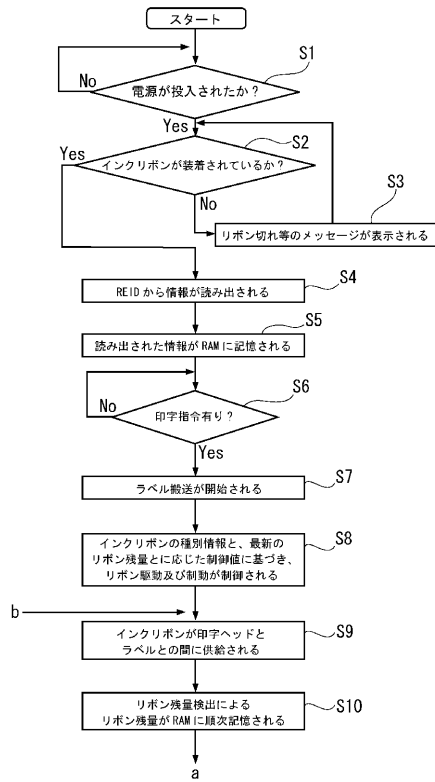 スタート
S1
電源が投入されたか？
No
Yes
S2
Yes
インクリボンが装着されているか？
No
S3
リボン切れ等のメッセージが表示される
S4
REIDから情報が読み出される
S5
読み出された情報がRAMに記憶される
S6
印字指令有り？
No
Yes
S7
ラベル搬送が開始される
S8
インクリボンの種別情報と、最新の
リボン残量とに応じた制御値に基づき、
リボン駆動及び制動が制御される
b
S9
インクリボンが印字ヘッドと
ラベルとの間に供給される
S10
リボン残量検出による
リボン残量がRAMに順次記憶される
a